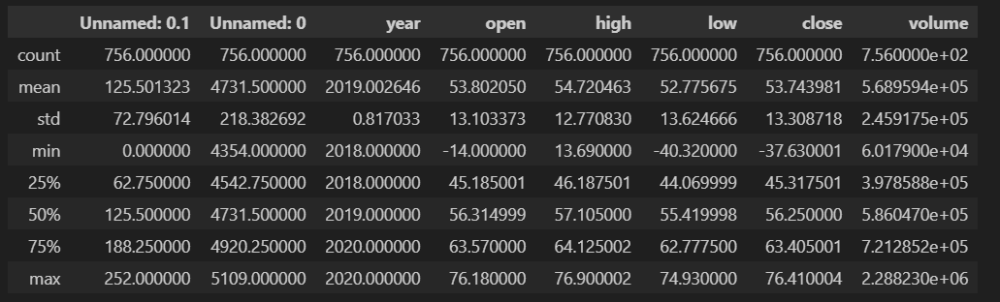 Unnamed: 0.1 Unnamed: 0 year open high low close volume
count 756.000000 756.000000 756.000000 756.000000 756.000000 756.000000 756.000000 7.560000e+02
mean 125.501323 4731.500000 2019.002646 53.802050 54.720463 52.775675 53.743981 5.689594e+05
std 72.796014 218.382692 0.817033 13.103373 12.770830 13.624666 13.308718 2.459175e+05
min 0.000000 4354.000000 2018.000000 -14.000000 13.690000 -40.320000 -37.630001 6.017900e+04
25% 62.750000 4542.750000 2018.000000 45.185001 46.187501 44.069999 45.317501 3.978588e+05
50% 125.500000 4731.500000 2019.000000 56.314999 57.105000 55.419998 56.250000 5.860470e+05
75% 188.250000 4920.250000 2020.000000 63.570000 64.125002 62.777500 63.405001 7.212852e+05
max 252.000000 5109.000000 2020.000000 76.180000 76.900002 74.930000 76.410004 2.288230e+06